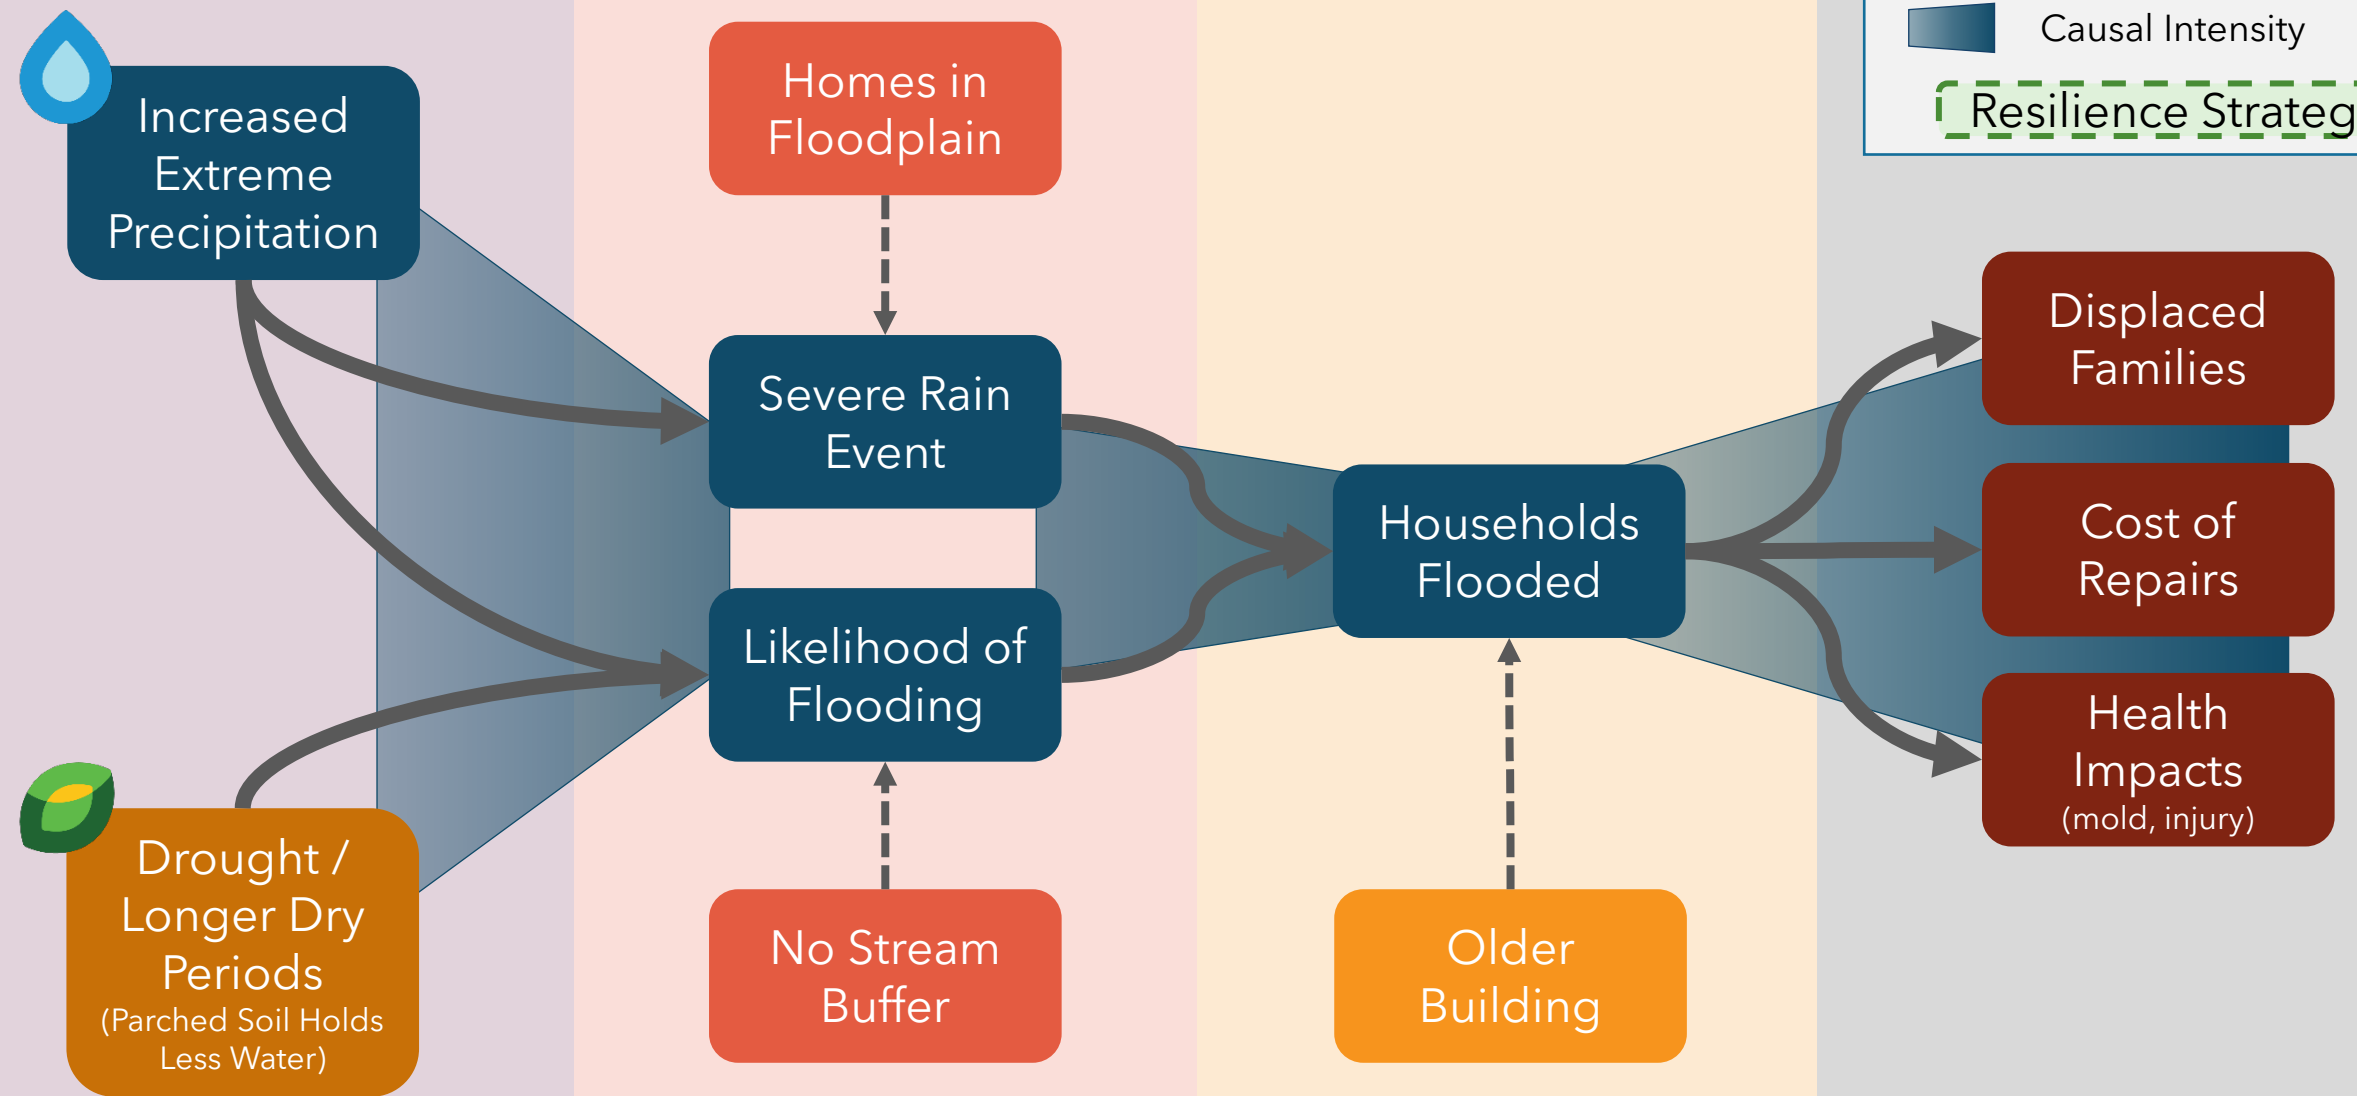 Increased
Extreme
Precipitation
Drought /
Longer Dry
Periods
(Parched Soil Holds
Less Water)
Homes in
Floodplain
Severe Rain
Event
Likelihood of
Flooding
No Stream
Buffer
Households
Flooded
Older
Building
Causal Intensity
Resilience Strateg
Displaced
Families
Cost of
Repairs
Health
Impacts
(mold, injury)